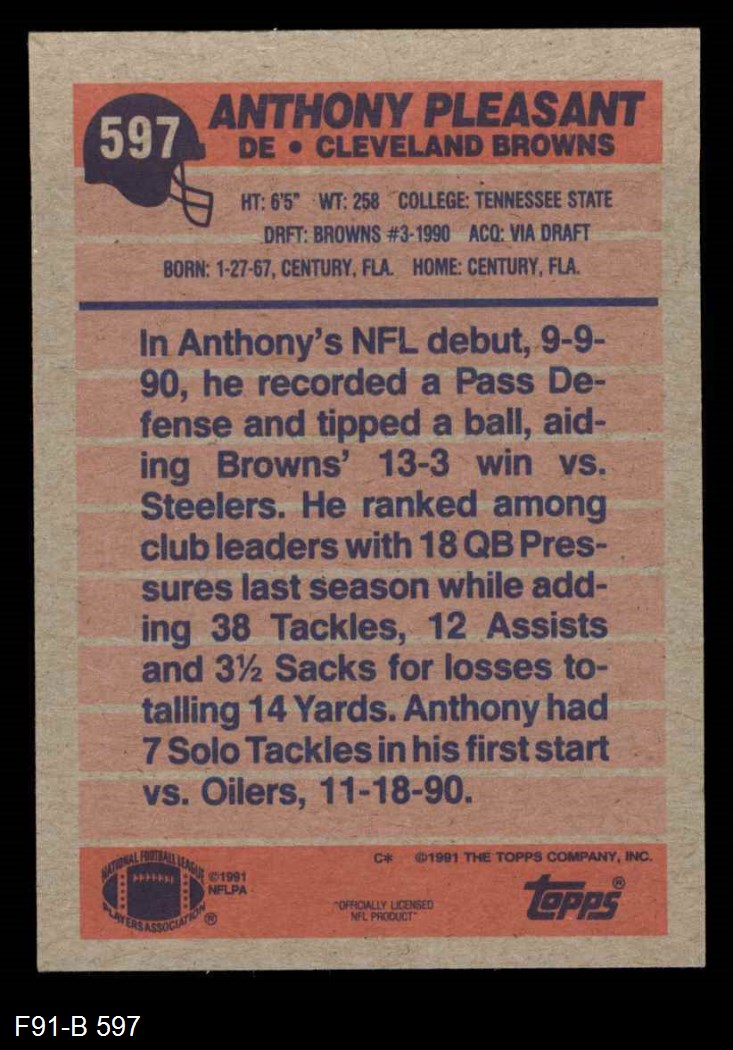 597
ANTHONY PLEASANT
DE • CLEVELAND BROWNS
HT: 6'5" WT: 258 COLLEGE: TENNESSEE STATE
DRFT: BROWNS #3-1990 ACQ: VIA DRAFT
BORN: 1-27-67, CENTURY, FLA. HOME: CENTURY, FLA.
In Anthony's NFL debut, 9-9-
90, he recorded a Pass De-
fense and tipped a ball, aid-
ing Browns' 13-3 win vs.
Steelers. He ranked among
club leaders with 18 QB Pres-
sures last season while add-
ing 38 Tackles, 12 Assists
and 3½ Sacks for losses to-
talling 14 Yards. Anthony had
7 Solo Tackles in his first start
vs. Oilers, 11-18-90.
C* ©1991 THE TOPPS COMPANY, INC.
NATIONAL FOOTBALL LEAGUE
PLAYERS ASSOCIATION ®
©1991
NFLPA
"OFFICIALLY LICENSED
NFL PRODUCT"
topps®
F91-B 597